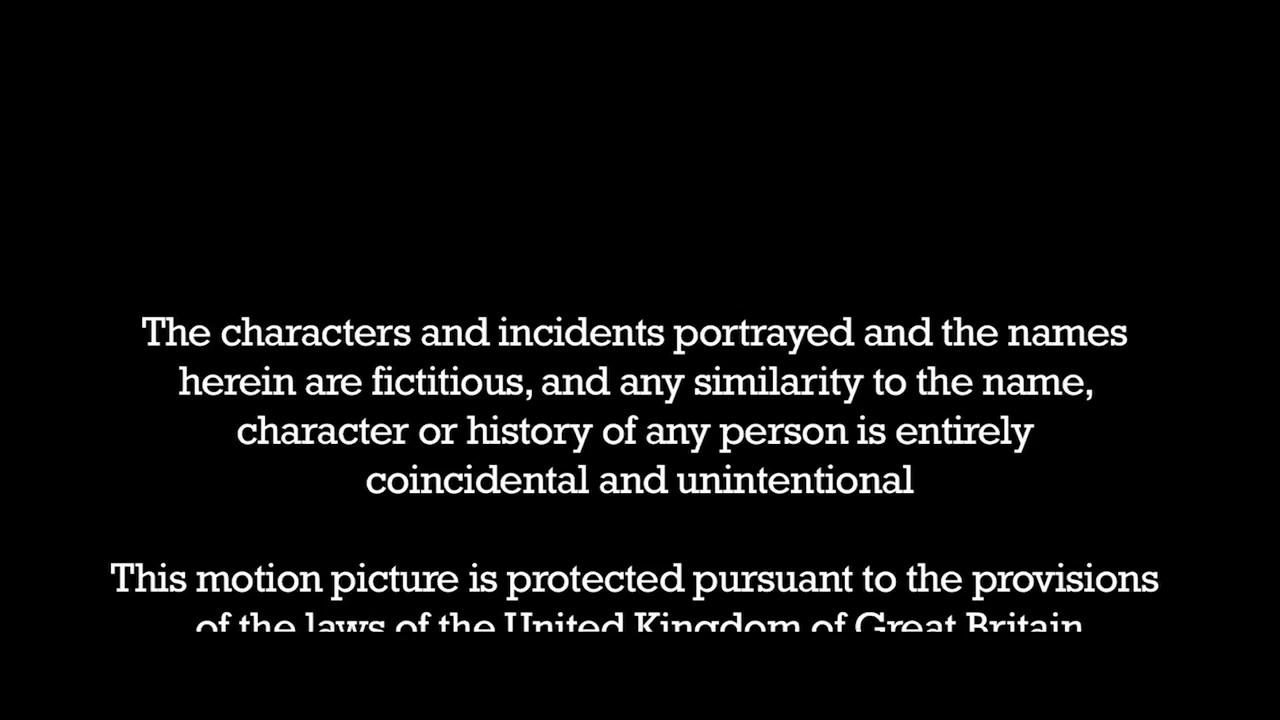 The characters and incidents portrayed and the names
herein are fictitious, and any similarity to the name,
character or history of any person is entirely
coincidental and unintentional
This motion picture is protected pursuant to the provisions
of the laws of the United Kingdom of Great Britain